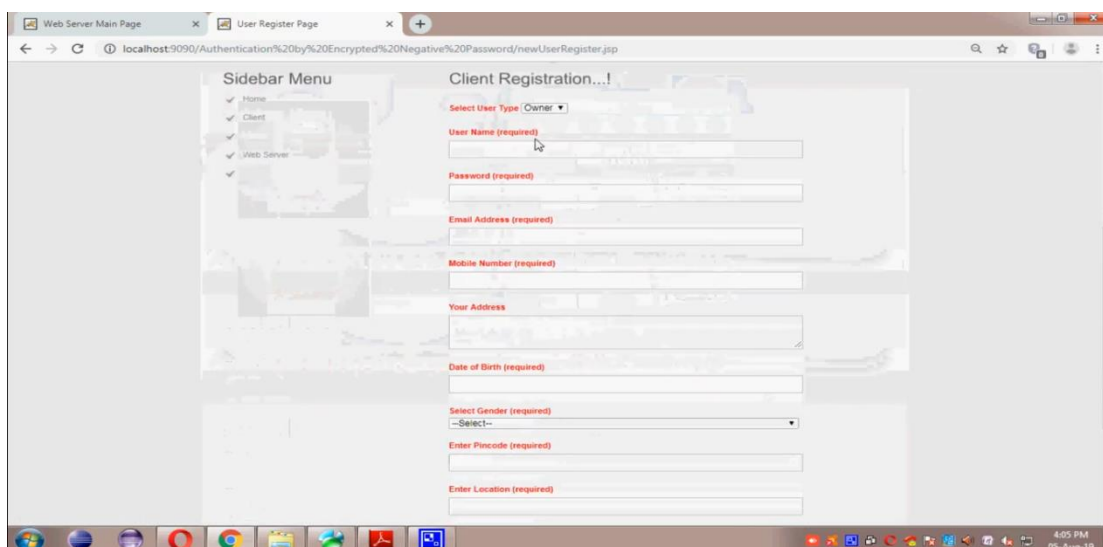 Web Server Main Page
User Register Page
localhost:9090/Authentication%20by%20Encrypted%20Negative%20Password/newUserRegister.jsp
Sidebar Menu
Home
Client
Web Server
Client Registration...!
Select User Type Owner
User Name (required)
Password (required)
Email Address (required)
Mobile Number (required)
Your Address
Date of Birth (required)
Select Gender (required)
--Select--
Enter Pincode (required)
Enter Location (required)
4:05 PM
05-Aug-19